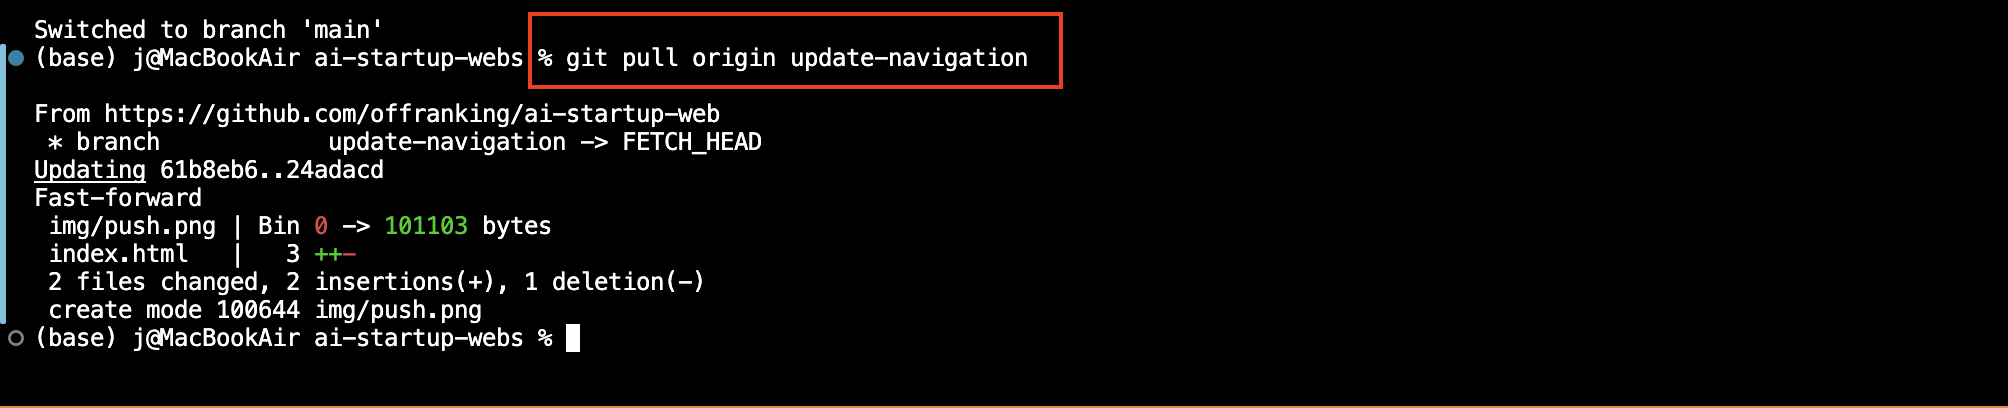 Switched to branch 'main'
(base) j@MacBookAir ai-startup-webs % git pull origin update-navigation
From https://github.com/offranking/ai-startup-web
 * branch            update-navigation -> FETCH_HEAD
Updating 61b8eb6..24adacd
Fast-forward
 img/push.png | Bin 0 -> 101103 bytes
 index.html   |   3 ++-
 2 files changed, 2 insertions(+), 1 deletion(-)
 create mode 100644 img/push.png
(base) j@MacBookAir ai-startup-webs %